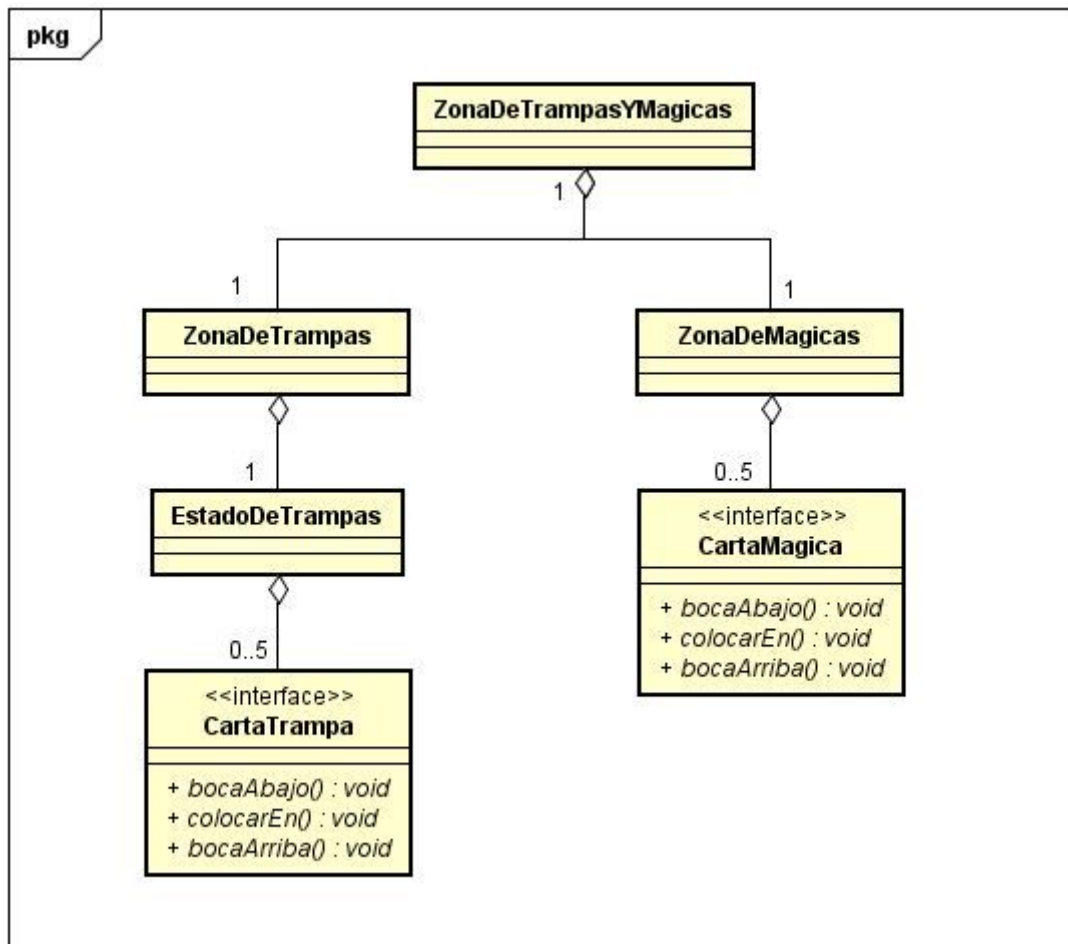 pkg
ZonaDeTrampasYMagicas
1
1
1
ZonaDeTrampas
ZonaDeMagicas
1
0..5
EstadoDeTrampas
<<interface>>
CartaMagica
+ bocaAbajo() : void
+ colocarEn() : void
+ bocaArriba() : void
0..5
<<interface>>
CartaTrampa
+ bocaAbajo() : void
+ colocarEn() : void
+ bocaArriba() : void